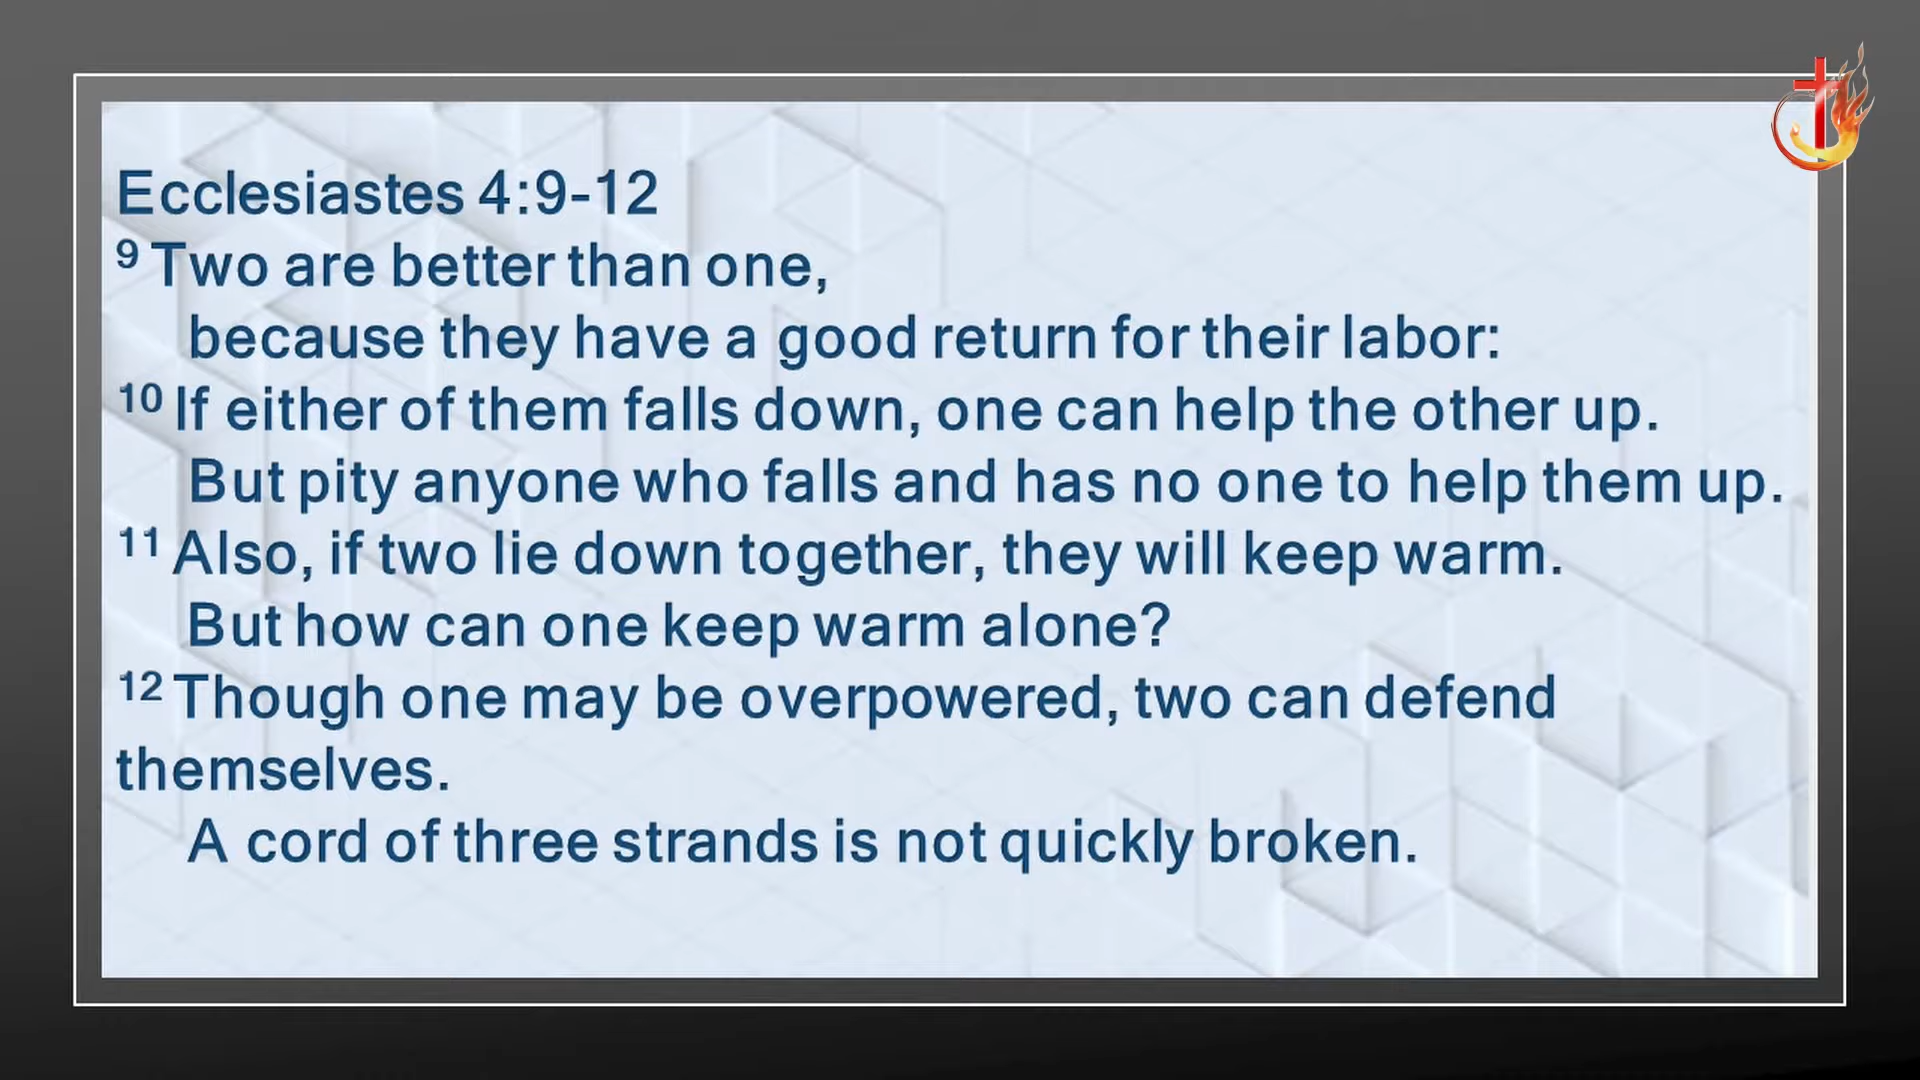 Ecclesiastes 4:9-12
9 Two are better than one,
because they have a good return for their labor:
10 If either of them falls down, one can help the other up.
But pity anyone who falls and has no one to help them up.
11 Also, if two lie down together, they will keep warm.
But how can one keep warm alone?
12 Though one may be overpowered, two can defend
themselves.
A cord of three strands is not quickly broken.